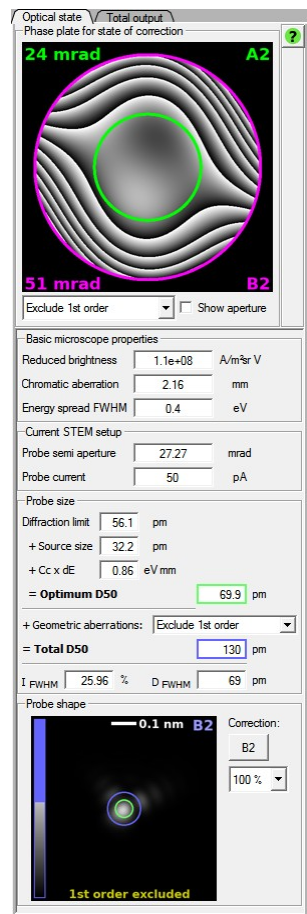 Optical state
Total output
Phase plate for state of correction
?
24 mrad A2
51 mrad B2
Exclude 1st order
Show aperture
Basic microscope properties
Reduced brightness 1.1e+08 A/m²sr V
Chromatic aberration 2.16 mm
Energy spread FWHM 0.4 eV
Current STEM setup
Probe semi aperture 27.27 mrad
Probe current 50 pA
Probe size
Diffraction limit 56.1 pm
+ Source size 32.2 pm
+ Cc x dE 0.86 eV mm
= Optimum D50 69.9 pm
+ Geometric aberrations: Exclude 1st order
= Total D50 130 pm
I FWHM 25.96 % D FWHM 69 pm
Probe shape
0.1 nm B2
Correction:
B2
100 %
1st order excluded